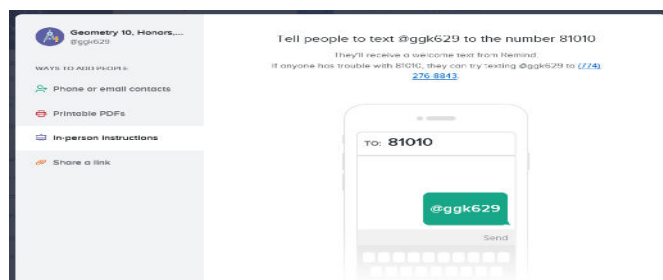 Geometry 10, Honors,...
@ggk629
WAYS TO ADD PEOPLE
Phone or email contacts
Printable PDFs
In-person instructions
Share a link
Tell people to text @ggk629 to the number 81010
They'll receive a welcome text from Remind.
If anyone has trouble with 81010, they can try texting @ggk629 to (774)
276-8843.
TO: 81010
@ggk629
Send